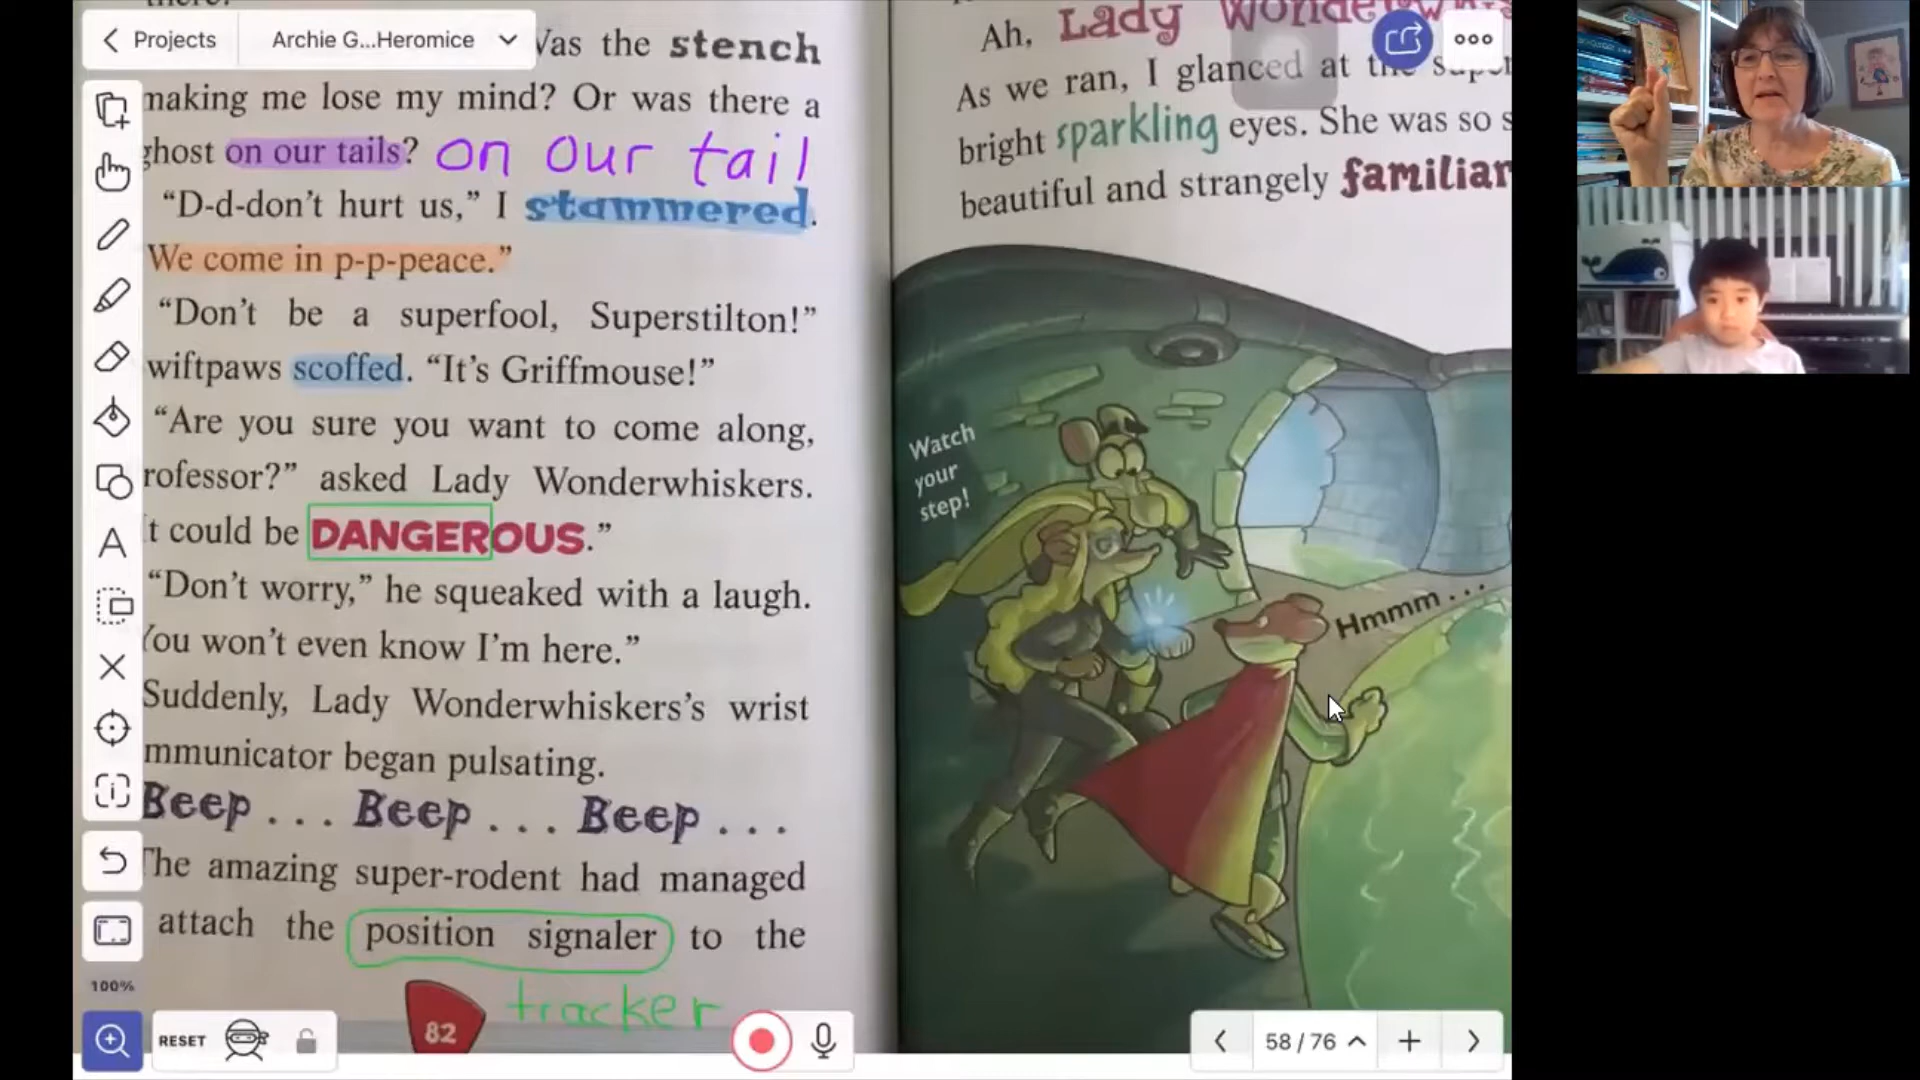 Projects
Archie G...Heromice
Was the stench
making me lose my mind? Or was there a
ghost on our tails? on our tail
"D-d-don't hurt us," I stammered.
We come in p-p-peace."
"Don't be a superfool, Superstilton!"
wiftpaws scoffed. "It's Griffmouse!"
"Are you sure you want to come along,
rofessor?" asked Lady Wonderwhiskers.
t could be DANGEROUS."
"Don't worry," he squeaked with a laugh.
You won't even know I'm here."
Suddenly, Lady Wonderwhiskers's wrist
mmunicator began pulsating.
Beep... Beep... Beep...
The amazing super-rodent had managed
attach the position signaler to the
tracker
82
Ah, Lady
As we ran, I glanced at the
bright sparkling eyes. She was so s
beautiful and strangely familiar
Watch
your
step!
Hmmm...
100%
RESET
58 / 76